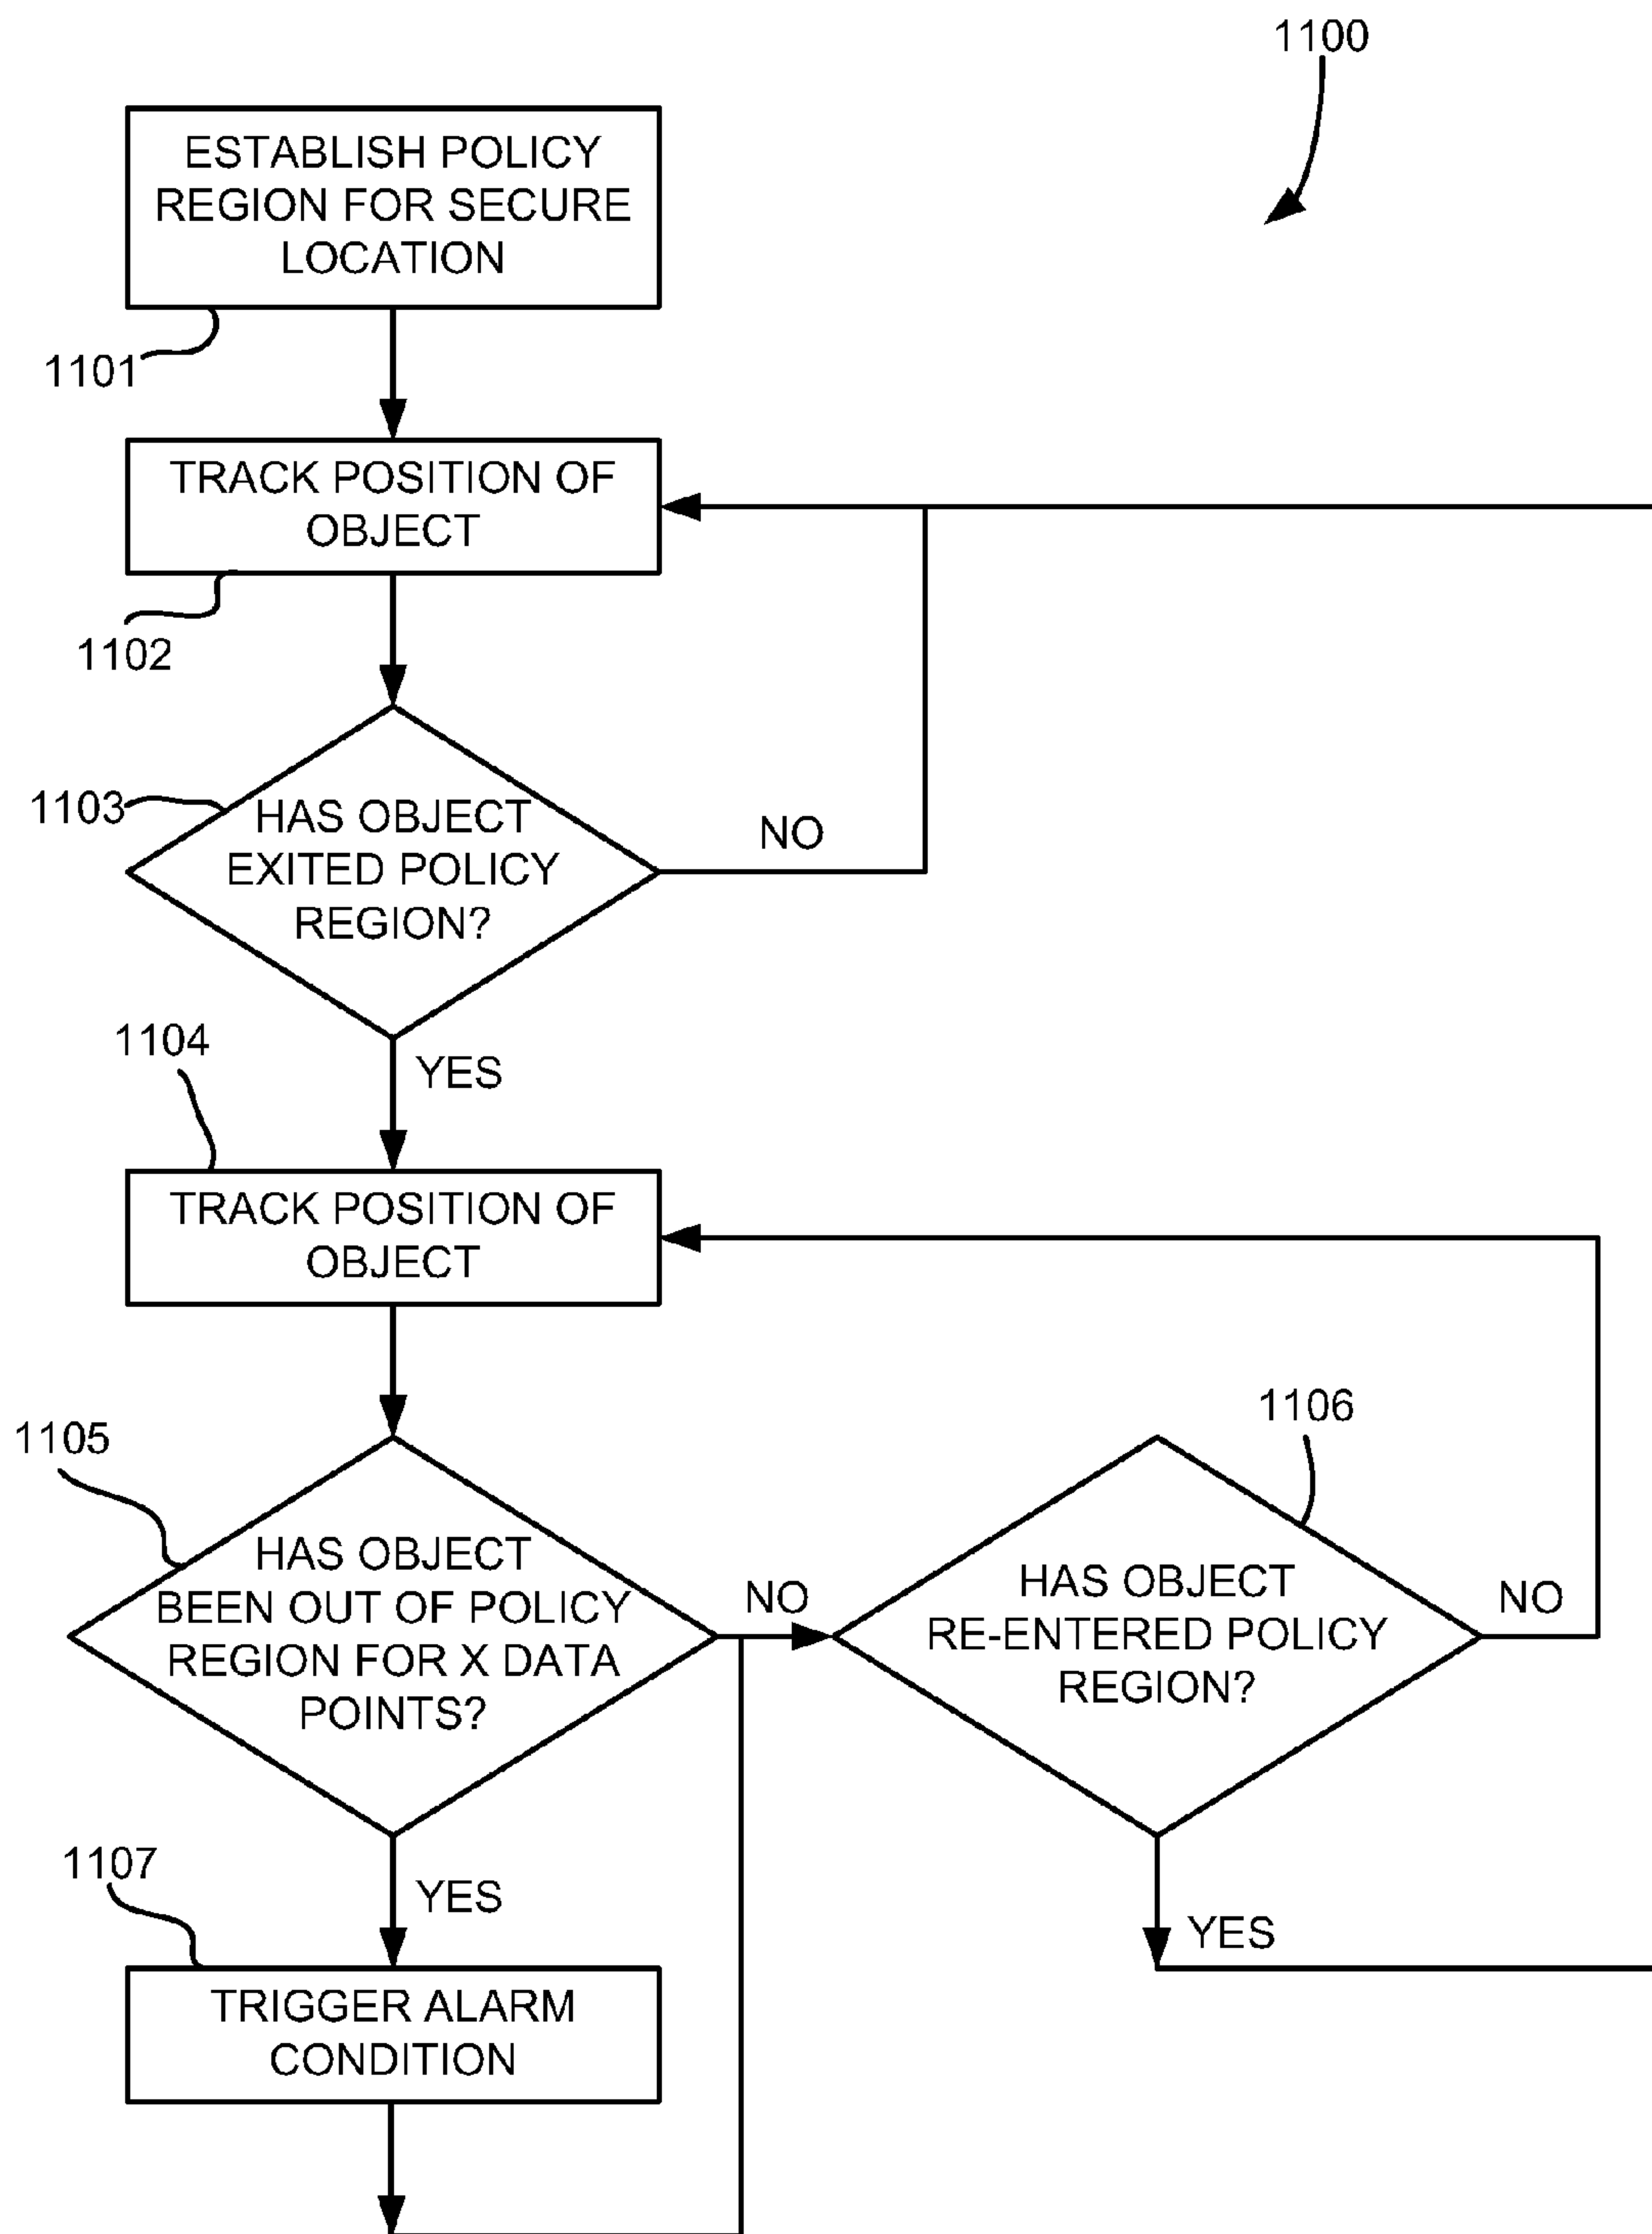 1100
ESTABLISH POLICY
REGION FOR SECURE
LOCATION
1101
TRACK POSITION OF
OBJECT
1102
1103
HAS OBJECT
EXITED POLICY
REGION?
NO
YES
1104
TRACK POSITION OF
OBJECT
1105
HAS OBJECT
BEEN OUT OF POLICY
REGION FOR X DATA
POINTS?
NO
1106
HAS OBJECT
RE-ENTERED POLICY
REGION?
NO
YES
YES
1107
TRIGGER ALARM
CONDITION